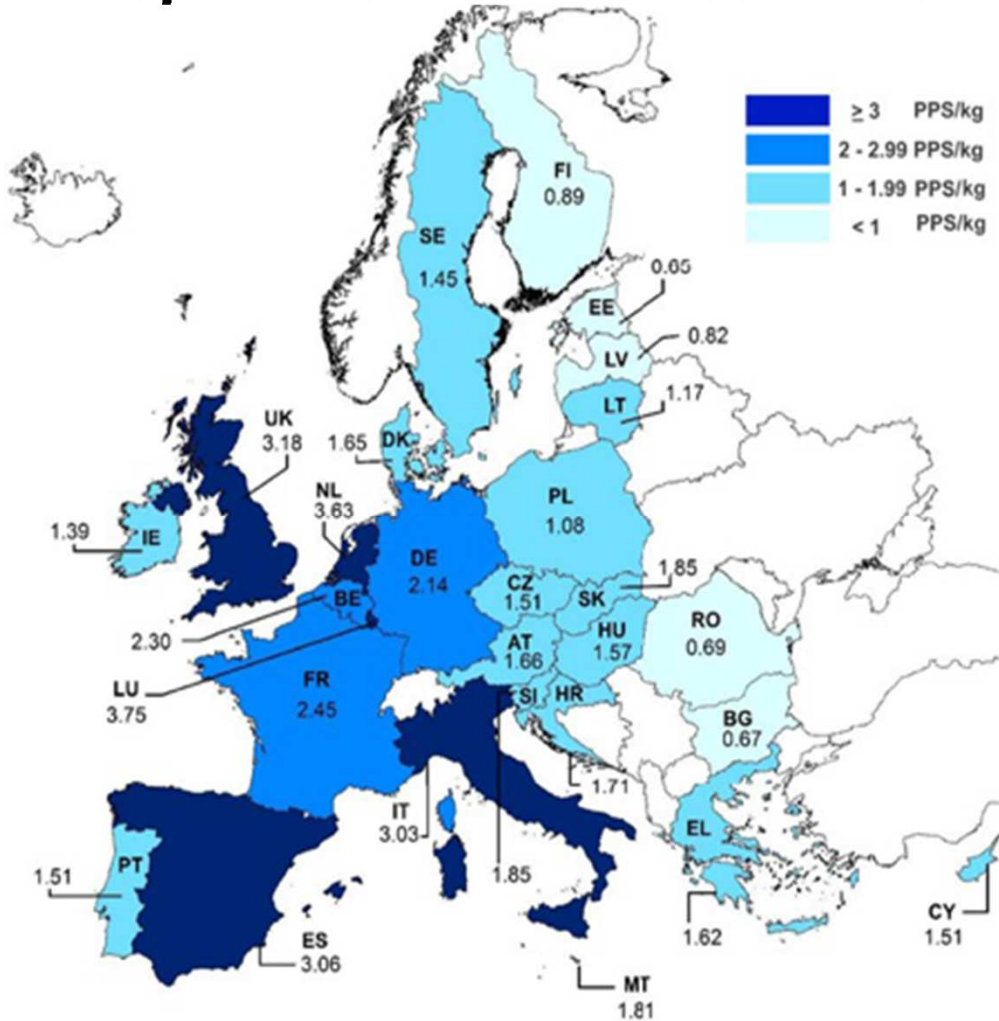 ≥ 3 PPS/kg
2 - 2.99 PPS/kg
1 - 1.99 PPS/kg
< 1 PPS/kg
FI
0.89
SE
1.45
0.65
EE
0.82
LV
1.17
LT
UK
3.18
1.65
DK
NL
3.63
PL
1.08
1.39
IE
DE
2.14
1.85
CZ
1.51
SK
BE
2.30
RO
0.69
HU
1.57
AT
1.66
LU
3.75
FR
2.45
SI
HR
BG
0.67
1.71
IT
3.03
EL
PT
1.51
1.85
CY
1.51
1.62
ES
3.06
MT
1.81